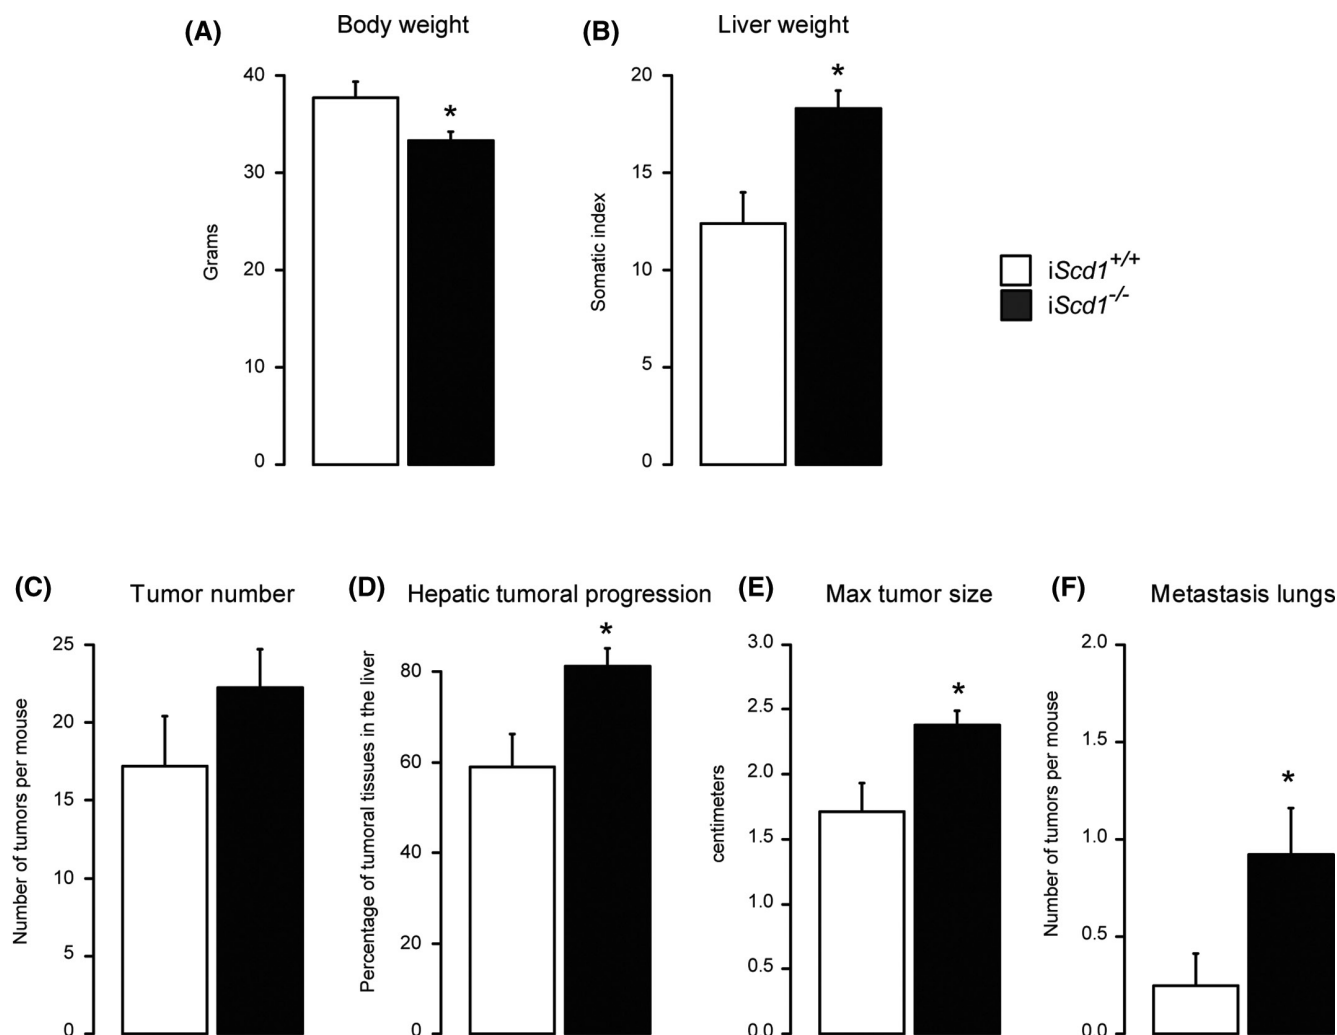 (A) Body weight
(B) Liver weight
Grams
40
30
20
10
0
*
Somatic index
20
15
10
5
0
*
iScd1+/+
iScd1-/-
(C) Tumor number
(D) Hepatic tumoral progression
(E) Max tumor size
(F) Metastasis lungs
Number of tumors per mouse
25
20
15
10
5
0
Percentage of tumoral tissues in the liver
80
60
40
20
0
*
centimeters
3.0
2.5
2.0
1.5
1.0
0.5
0.0
*
Number of tumors per mouse
2.0
1.5
1.0
0.5
0.0
*